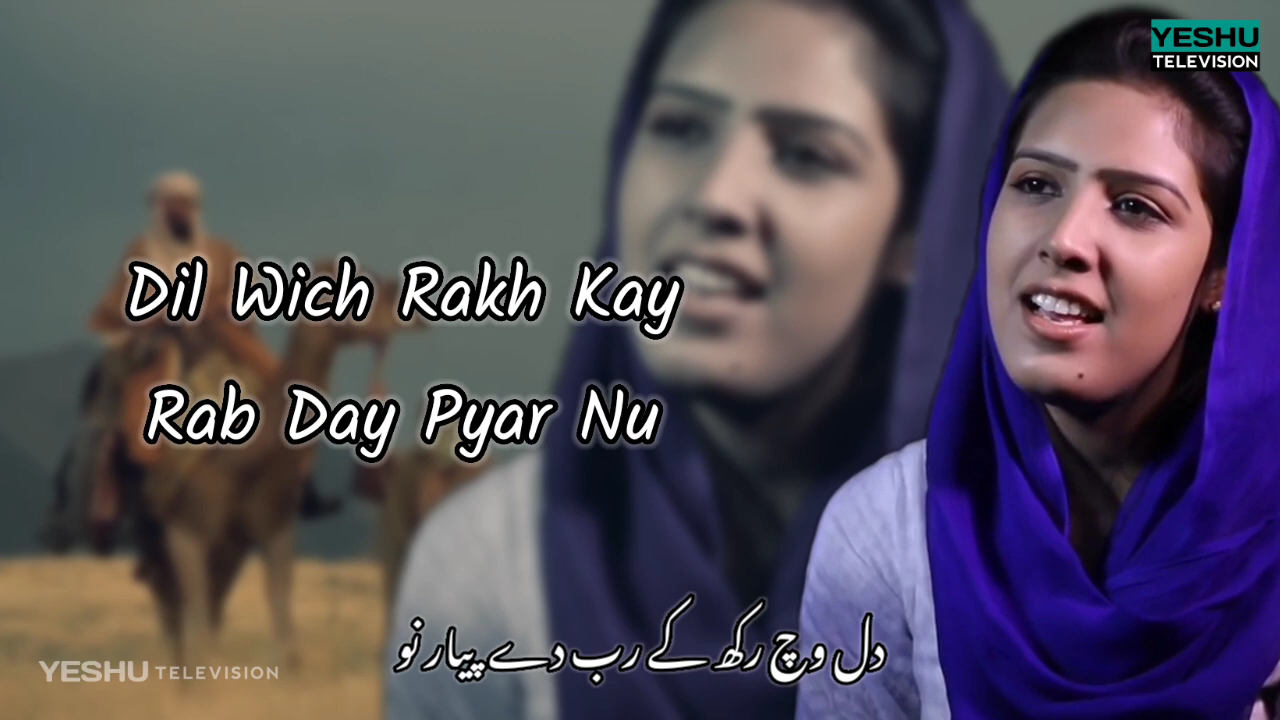 YESHU
TELEVISION
Dil Wich Rakh Kay
Rab Day Pyar Nu
دل وچ رکھ کے رب دے پیار نو
YESHU TELEVISION